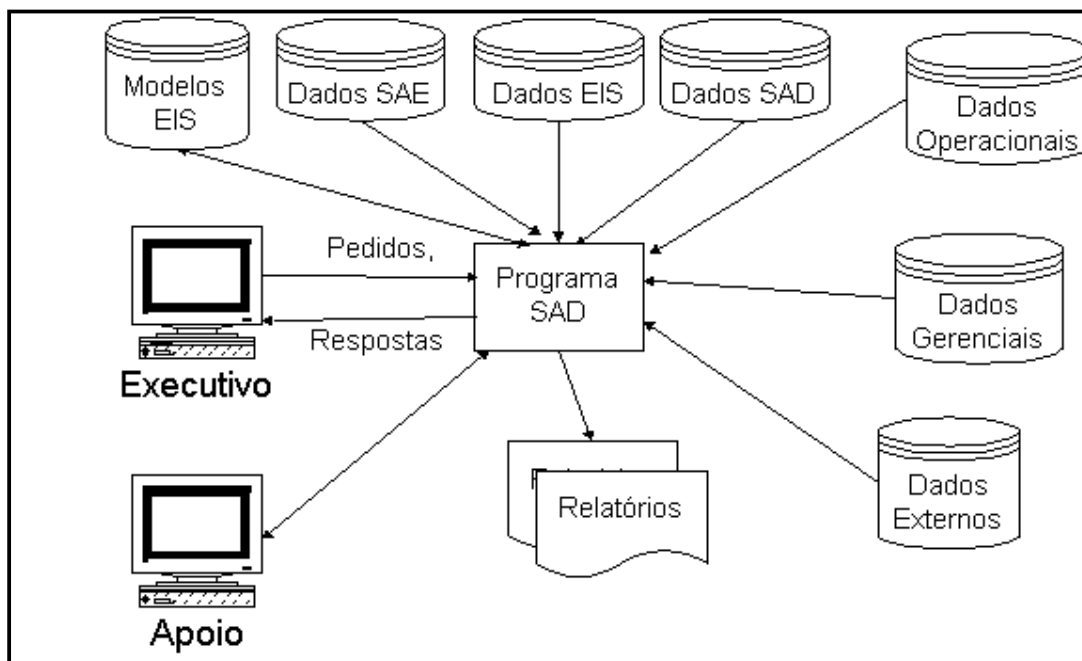 Modelos
EIS
Dados SAE
Dados EIS
Dados SAD
Dados
Operacionais
Pedidos,
Programa
SAD
Respostas
Executivo
Dados
Gerenciais
Relatórios
Dados
Externos
Apoio